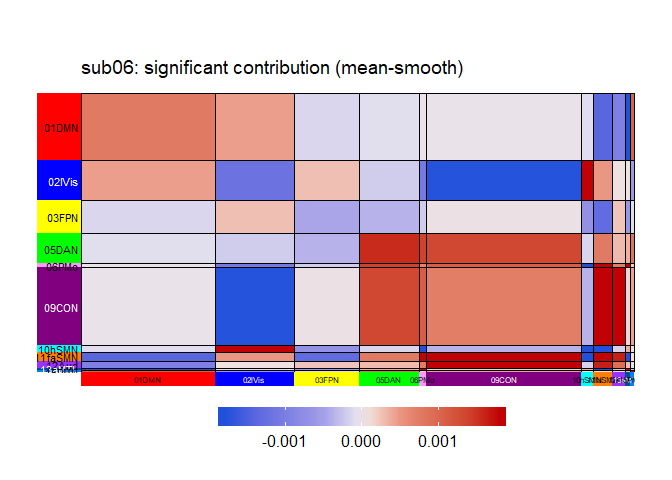 sub06: significant contribution (mean-smooth)
01DMN
02lVis
03FPN
05DAN
06PMo
09CON
10hSMN
11faSMN
01DMN
02lVis
03FPN
05DAN
06PMo
09CON
-0.001
0.000
0.001